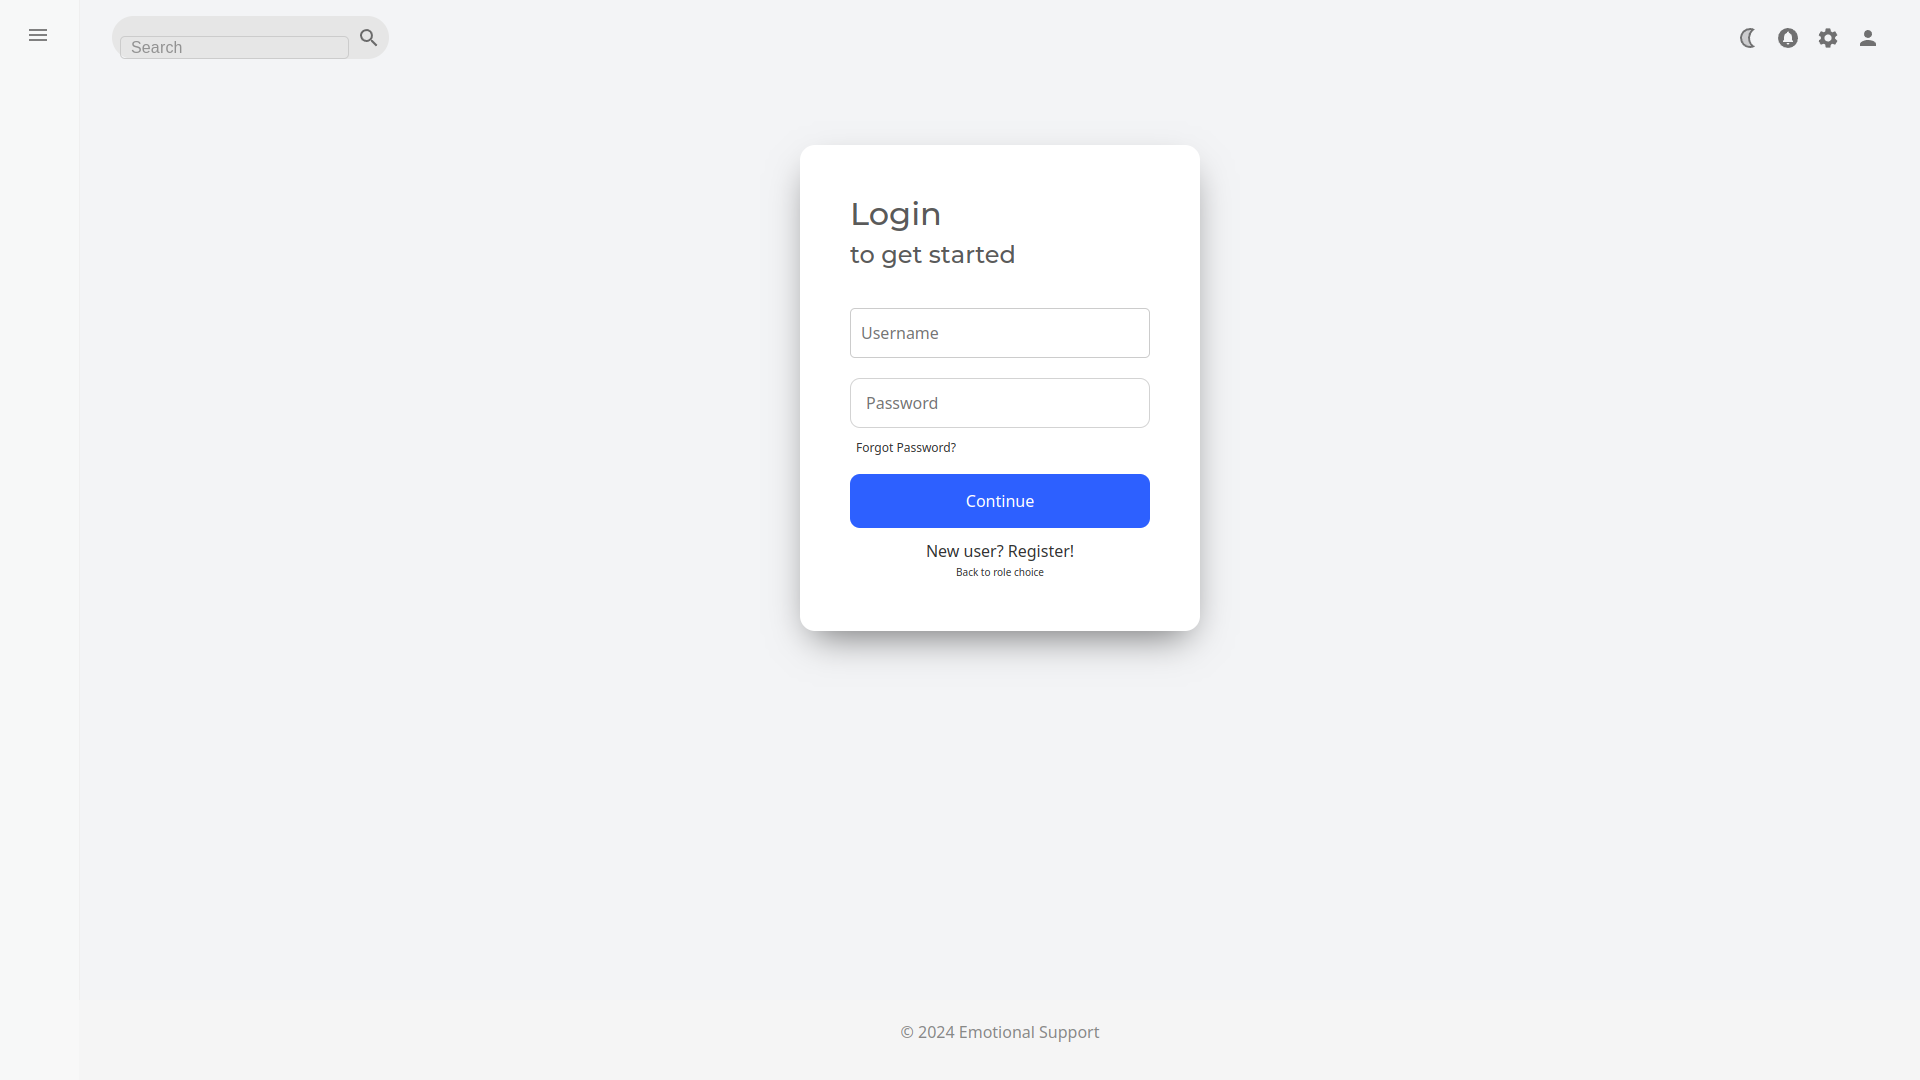 Search
Login
to get started
Username
Password
Forgot Password?
Continue
New user? Register!
Back to role choice
© 2024 Emotional Support